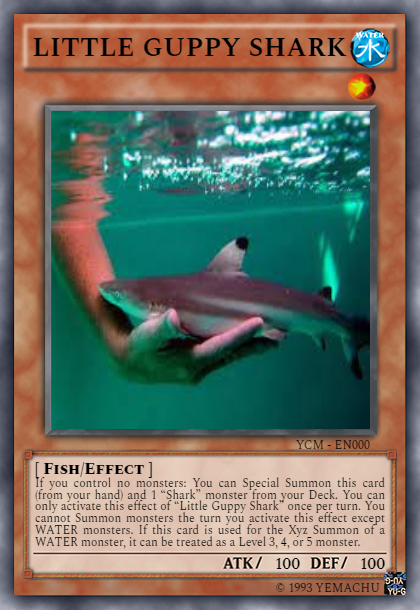 LITTLE GUPPY SHARK
WATER
水
YCM - EN000
[ FISH/EFFECT ]
If you control no monsters: You can Special Summon this card
(from your hand) and 1 “Shark” monster from your Deck. You can
only activate this effect of “Little Guppy Shark” once per turn. You
cannot Summon monsters the turn you activate this effect except
WATER monsters. If this card is used for the Xyz Summon of a
WATER monster, it can be treated as a Level 3, 4, or 5 monster.
ATK/ 100 DEF/ 100
© 1993 YEMACHU